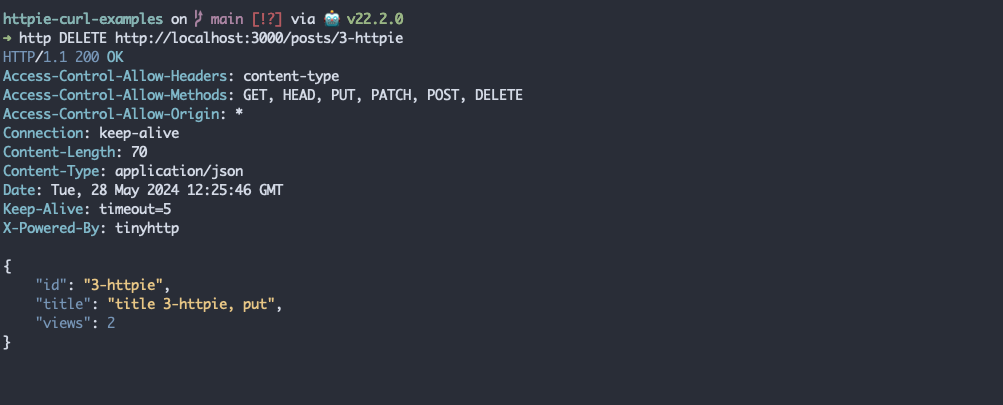 httpie-curl-examples on main [!?] via 🤖 v22.2.0
➜ http DELETE http://localhost:3000/posts/3-httpie
HTTP/1.1 200 OK
Access-Control-Allow-Headers: content-type
Access-Control-Allow-Methods: GET, HEAD, PUT, PATCH, POST, DELETE
Access-Control-Allow-Origin: *
Connection: keep-alive
Content-Length: 70
Content-Type: application/json
Date: Tue, 28 May 2024 12:25:46 GMT
Keep-Alive: timeout=5
X-Powered-By: tinyhttp

{
    "id": "3-httpie",
    "title": "title 3-httpie, put",
    "views": 2
}